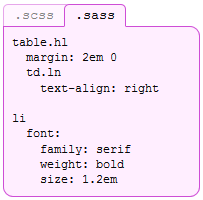 .scss .sass
table.hl
  margin: 2em 0
  td.ln
    text-align: right

li
  font:
    family: serif
    weight: bold
    size: 1.2em